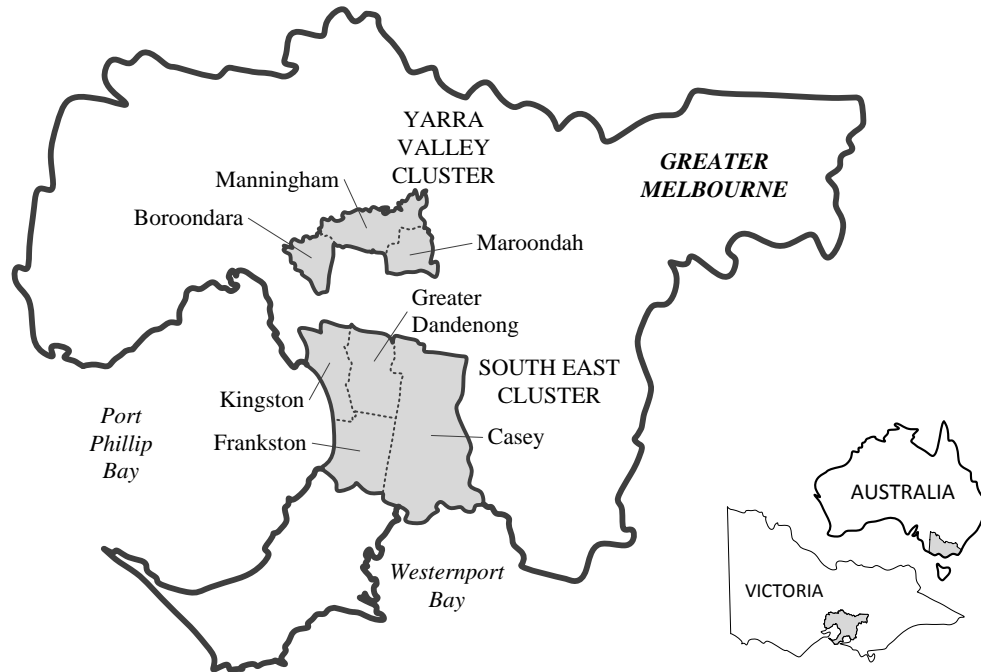 YARRA
VALLEY
CLUSTER
GREATER
MELBOURNE
Manningham
Boroondara
Maroondah
Greater
Dandenong
SOUTH EAST
CLUSTER
Kingston
Port
Phillip
Bay
Frankston
Casey
AUSTRALIA
Westernport
Bay
VICTORIA